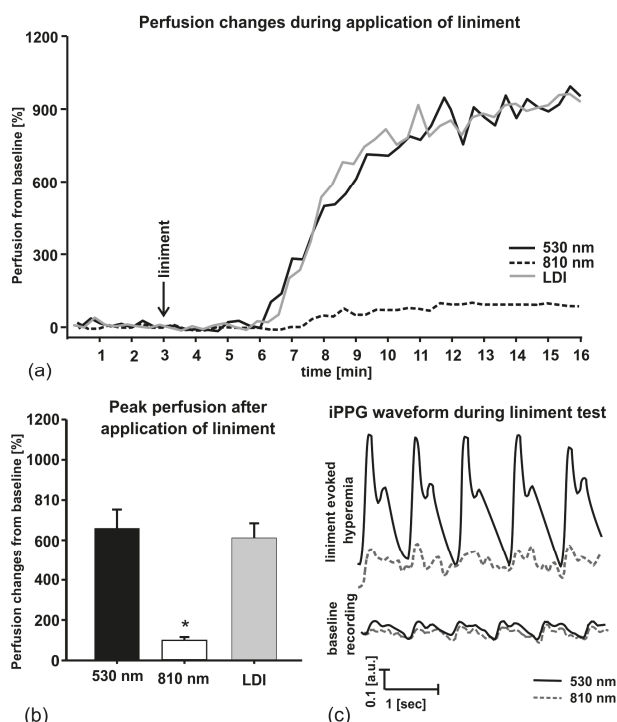 Perfusion changes during application of liniment
Perfusion from baseline [%]
1200
900
600
300
0
liniment
530 nm
810 nm
LDI
1 2 3 4 5 6 7 8 9 10 11 12 13 14 15 16
time [min]
(a)
Peak perfusion after
application of liniment
Perfusion changes from baseline [%]
1200
1000
810
600
400
200
0
*
530 nm 810 nm LDI
(b)
iPPG waveform during liniment test
liniment evoked
hyperemia
baseline
recording
0.1 [a.u.]
1 [sec]
530 nm
810 nm
(c)